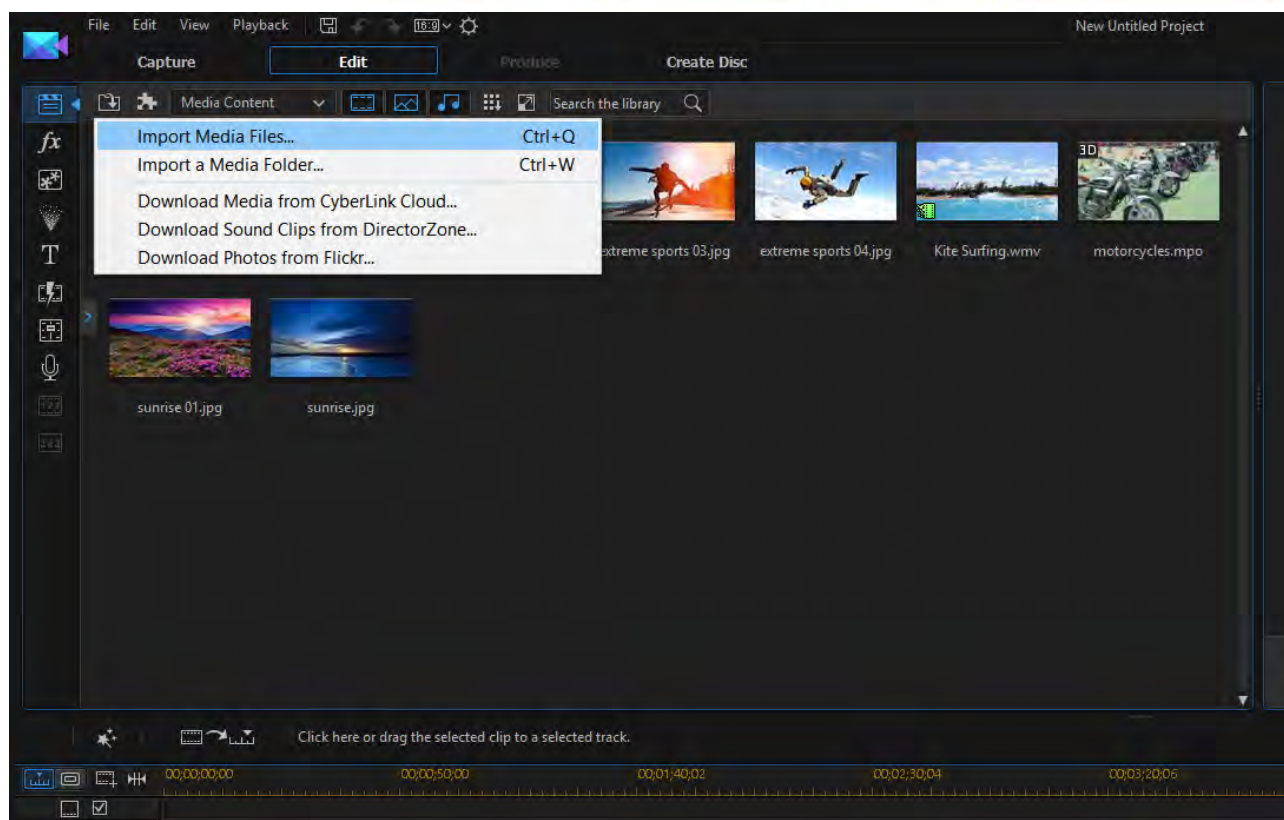 File Edit View Playback 16:9 New Untitled Project
Capture Edit Produce Create Disc
Media Content Search the library
fx Import Media Files... Ctrl+Q
Import a Media Folder... Ctrl+W
3D
Download Media from CyberLink Cloud...
Download Sound Clips from DirectorZone...
T Download Photos from Flickr...
extreme sports 03.jpg extreme sports 04.jpg Kite Surfing.wmv motorcycles.mpo
sunrise 01.jpg sunrise.jpg
Click here or drag the selected clip to a selected track.
00;00;00;00 00;00;50;00 00;01;40;02 00;02;30;04 00;03;20;06